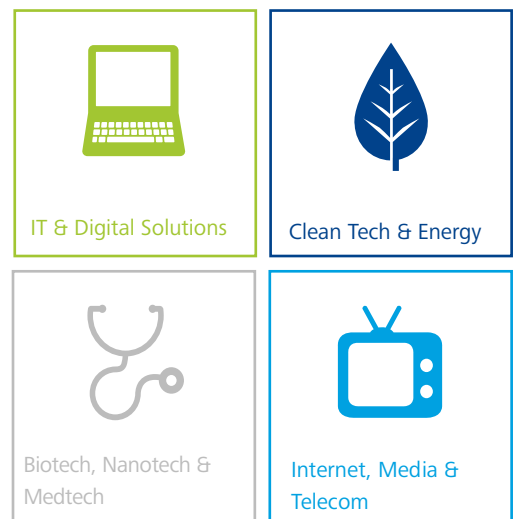 IT & Digital Solutions
Clean Tech & Energy
Biotech, Nanotech &
Medtech
Internet, Media &
Telecom